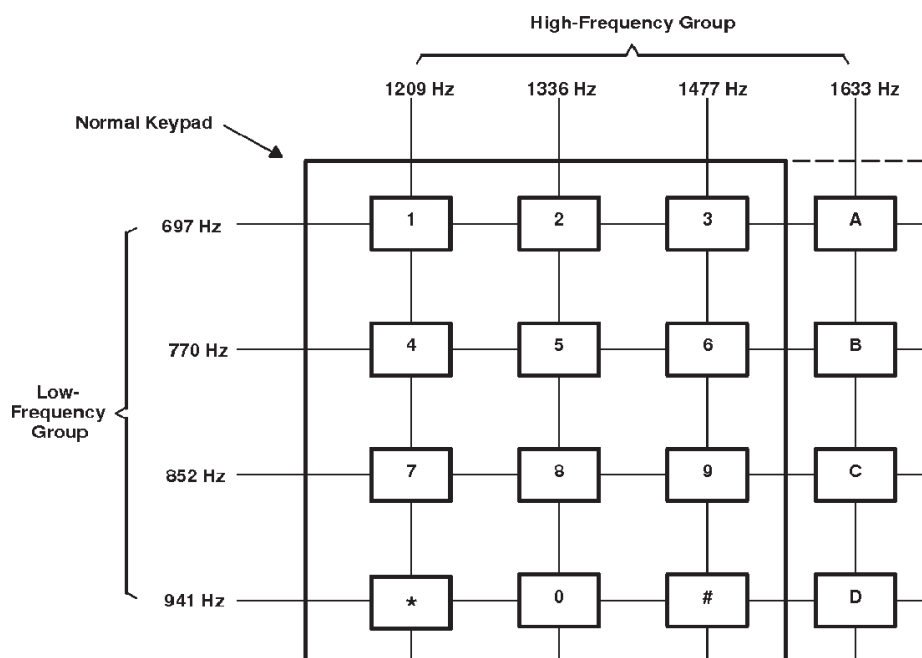 High-Frequency Group
1209 Hz 1336 Hz 1477 Hz 1633 Hz
Normal Keypad
697 Hz 1 2 3 A
770 Hz 4 5 6 B
Low-
Frequency
Group
852 Hz 7 8 9 C
941 Hz * 0 # D